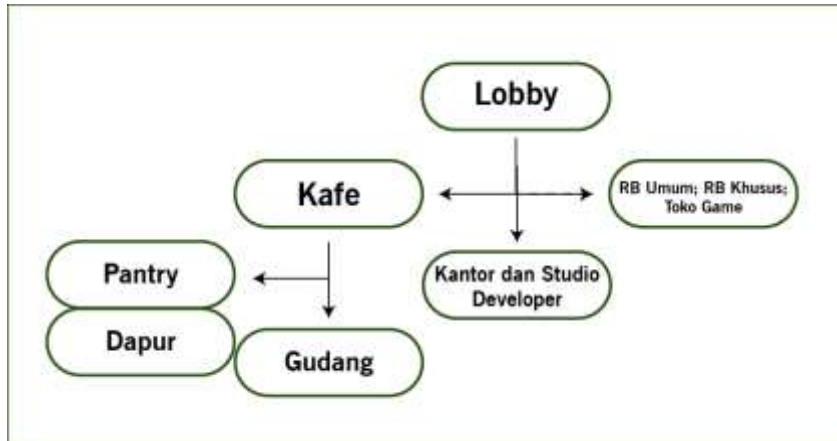 Lobby
Kafe
RB Umum; RB Khusus;
Toko Game
Pantry
Kantor dan Studio
Developer
Dapur
Gudang